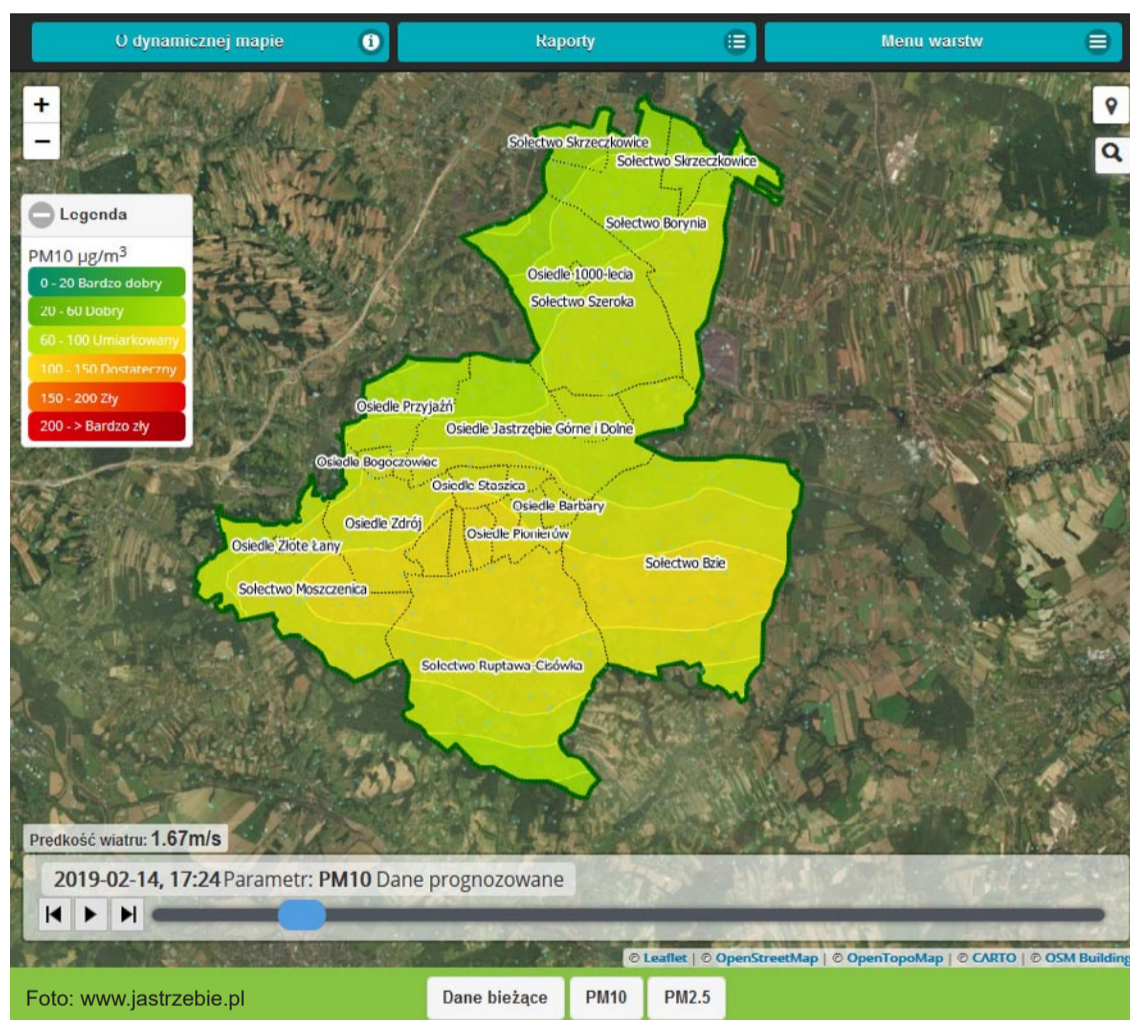 O dynamicznej mapie
Raporty
Menu warstw
+
−
Legenda
PM10 µg/m³
0 - 20 Bardzo dobry
20 - 60 Dobry
60 - 100 Umiarkowany
100 - 150 Dostateczny
150 - 200 Zły
200 - > Bardzo zły
Sołectwo Skrzeczkowice
Sołectwo Skrzeczkowice
Sołectwo Borynia
Osiedle 1000-lecia
Sołectwo Szeroka
Osiedle Przyjaźń
Osiedle Jastrzębie Górne i Dolne
Osiedle Bogoczowiec
Osiedle Staszica
Osiedle Barbary
Osiedle Zdrój
Osiedle Pionierów
Osiedle Złote Łany
Sołectwo Bzie
Sołectwo Moszczenica
Sołectwo Ruptawa-Cisówka
Prędkość wiatru: 1.67m/s
2019-02-14, 17:24 Parametr: PM10 Dane prognozowane
© Leaflet | © OpenStreetMap | © OpenTopoMap | © CARTO | © OSM Building
Foto: www.jastrzebie.pl
Dane bieżące
PM10
PM2.5